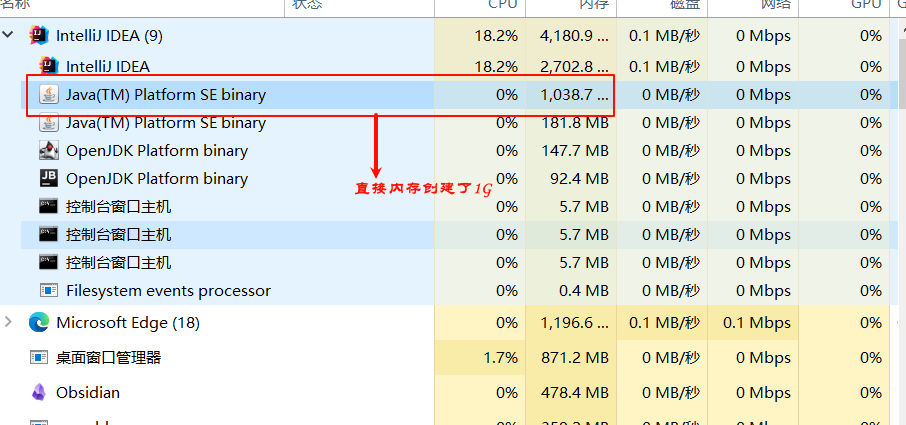 名称 状态 CPU 内存 磁盘 网络 GPU G
IntelliJ IDEA (9) 18.2% 4,180.9 ... 0.1 MB/秒 0 Mbps 0%
IntelliJ IDEA 18.2% 2,702.8 ... 0.1 MB/秒 0 Mbps 0%
Java(TM) Platform SE binary 0% 1,038.7 ... 0 MB/秒 0 Mbps 0%
Java(TM) Platform SE binary 0% 181.8 MB 0 MB/秒 0 Mbps 0%
OpenJDK Platform binary 0% 147.7 MB 0 MB/秒 0 Mbps 0%
OpenJDK Platform binary 0% 92.4 MB 0 MB/秒 0 Mbps 0%
直接内存创建了1G
控制台窗口主机 0% 5.7 MB 0 MB/秒 0 Mbps 0%
控制台窗口主机 0% 5.7 MB 0 MB/秒 0 Mbps 0%
控制台窗口主机 0% 5.7 MB 0 MB/秒 0 Mbps 0%
Filesystem events processor 0% 0.4 MB 0 MB/秒 0 Mbps 0%
Microsoft Edge (18) 0% 1,196.6 ... 0.1 MB/秒 0.1 Mbps 0%
桌面窗口管理器 1.7% 871.2 MB 0 MB/秒 0 Mbps 0%
Obsidian 0% 478.4 MB 0 MB/秒 0 Mbps 0%